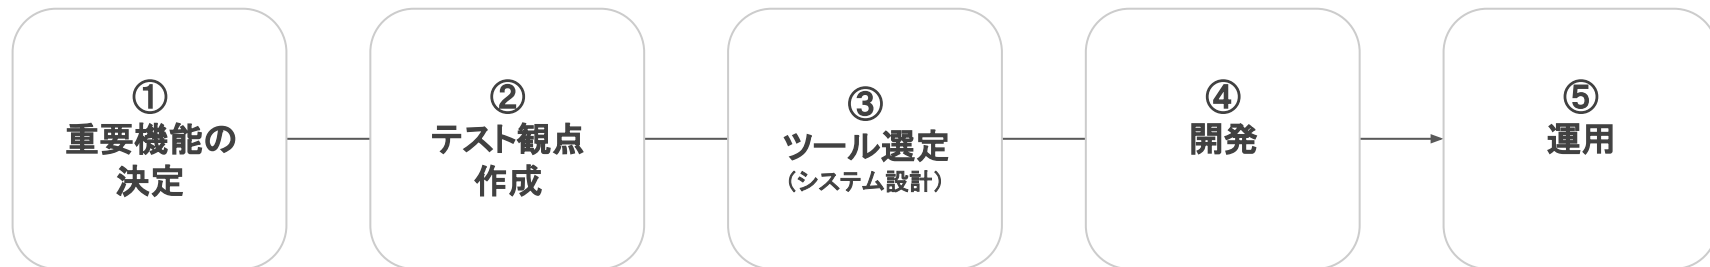 ①
重要機能の
決定
②
テスト観点
作成
③
ツール選定
（システム設計）
④
開発
⑤
運用